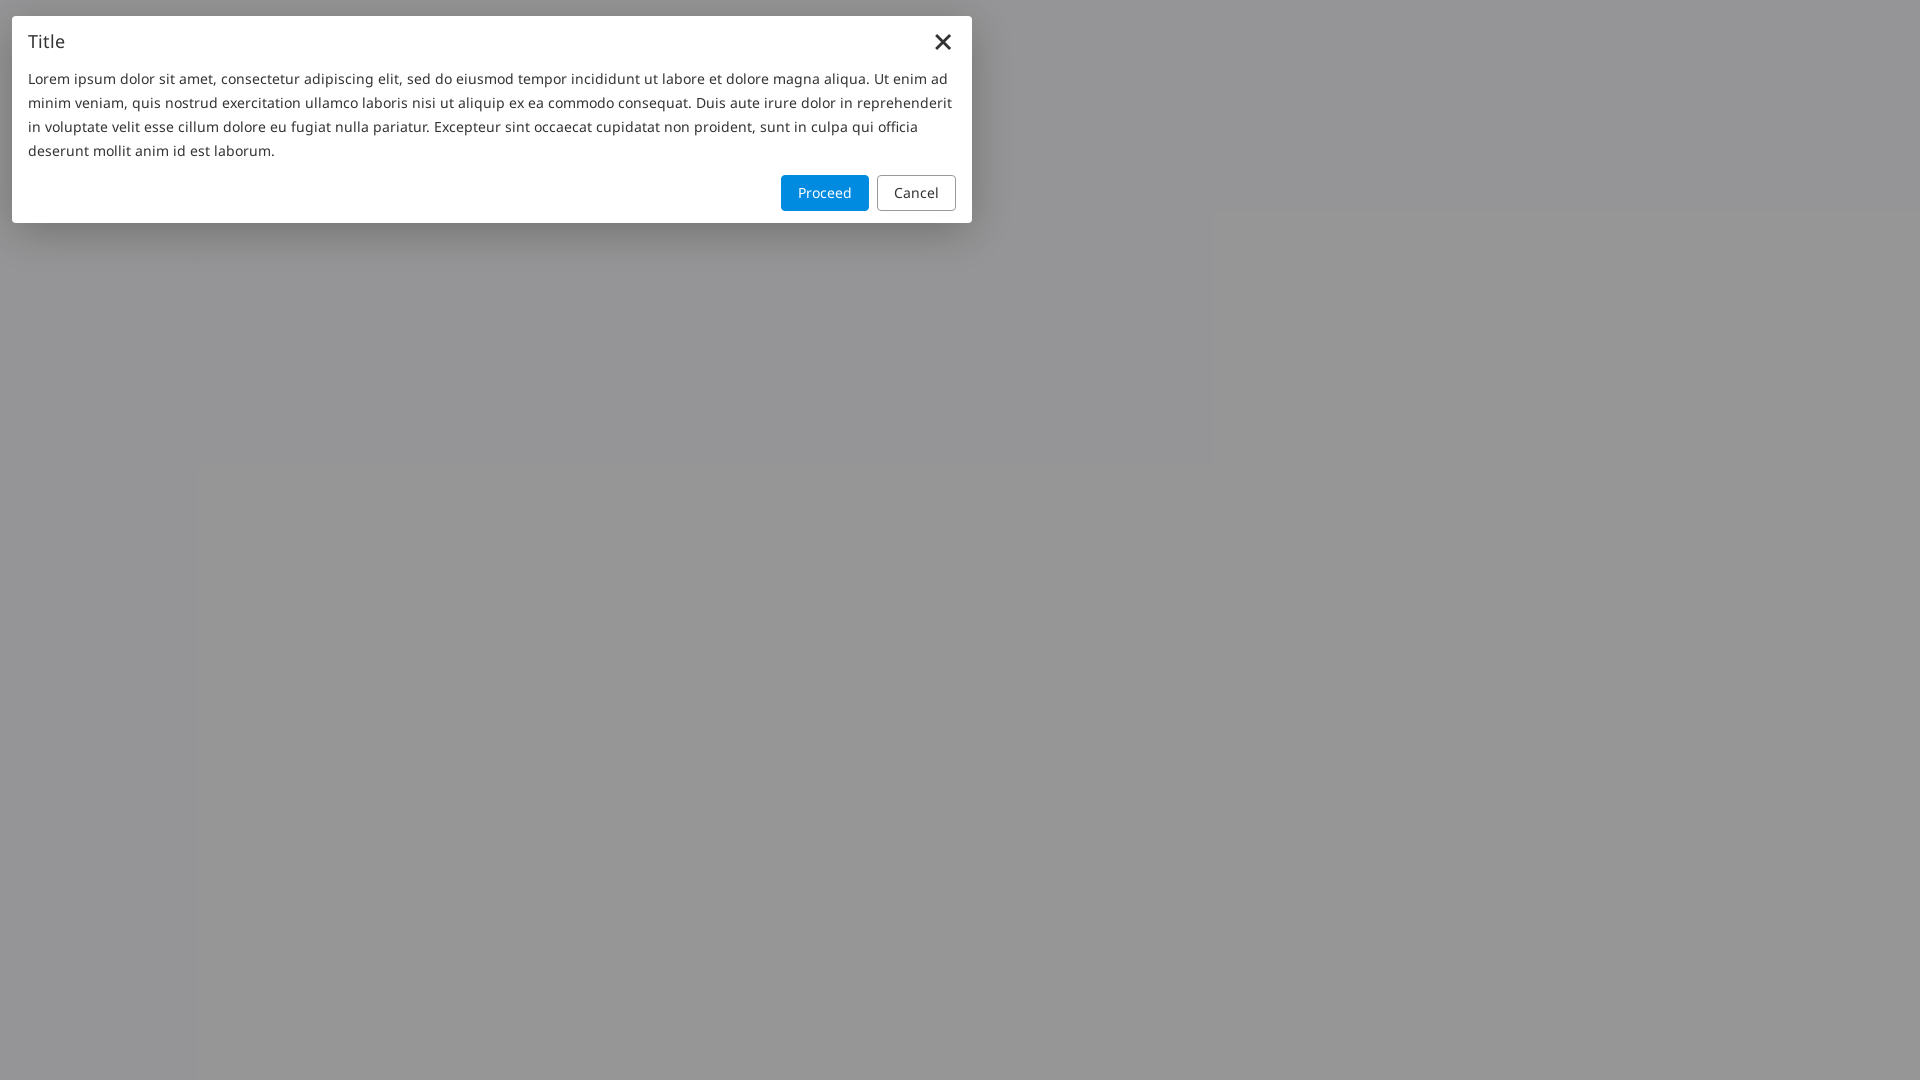 Title
Lorem ipsum dolor sit amet, consectetur adipiscing elit, sed do eiusmod tempor incididunt ut labore et dolore magna aliqua. Ut enim ad
minim veniam, quis nostrud exercitation ullamco laboris nisi ut aliquip ex ea commodo consequat. Duis aute irure dolor in reprehenderit
in voluptate velit esse cillum dolore eu fugiat nulla pariatur. Excepteur sint occaecat cupidatat non proident, sunt in culpa qui officia
deserunt mollit anim id est laborum.
Proceed Cancel